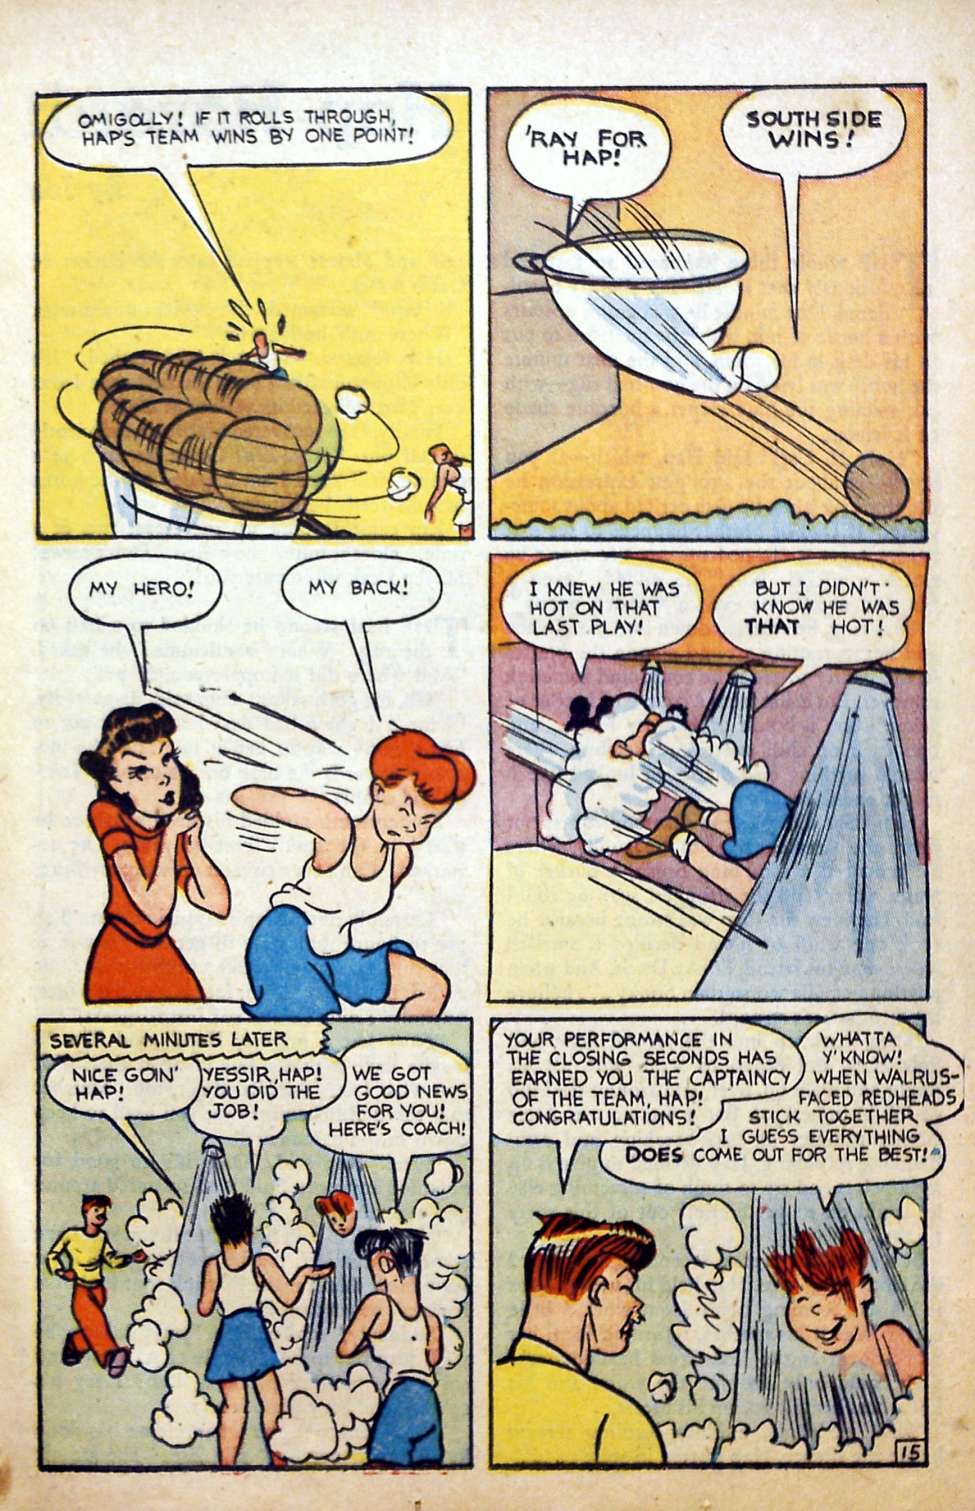 OMIGOLLY! IF IT ROLLS THROUGH,
HAP'S TEAM WINS BY ONE POINT!
'RAY FOR
HAP!
SOUTH SIDE
WINS!
MY HERO!
MY BACK!
I KNEW HE WAS
HOT ON THAT
LAST PLAY!
BUT I DIDN'T
KNOW HE WAS
THAT HOT!
SEVERAL MINUTES LATER
NICE GOIN'
HAP!
YESSIR, HAP!
YOU DID THE
JOB!
WE GOT
GOOD NEWS
FOR YOU!
HERE'S COACH!
YOUR PERFORMANCE IN
THE CLOSING SECONDS HAS
EARNED YOU THE CAPTAINCY
OF THE TEAM, HAP!
CONGRATULATIONS!
WHATTA
Y'KNOW!
WHEN WALRUS-
FACED REDHEADS
STICK TOGETHER
I GUESS EVERYTHING
DOES COME OUT FOR THE BEST!"
15